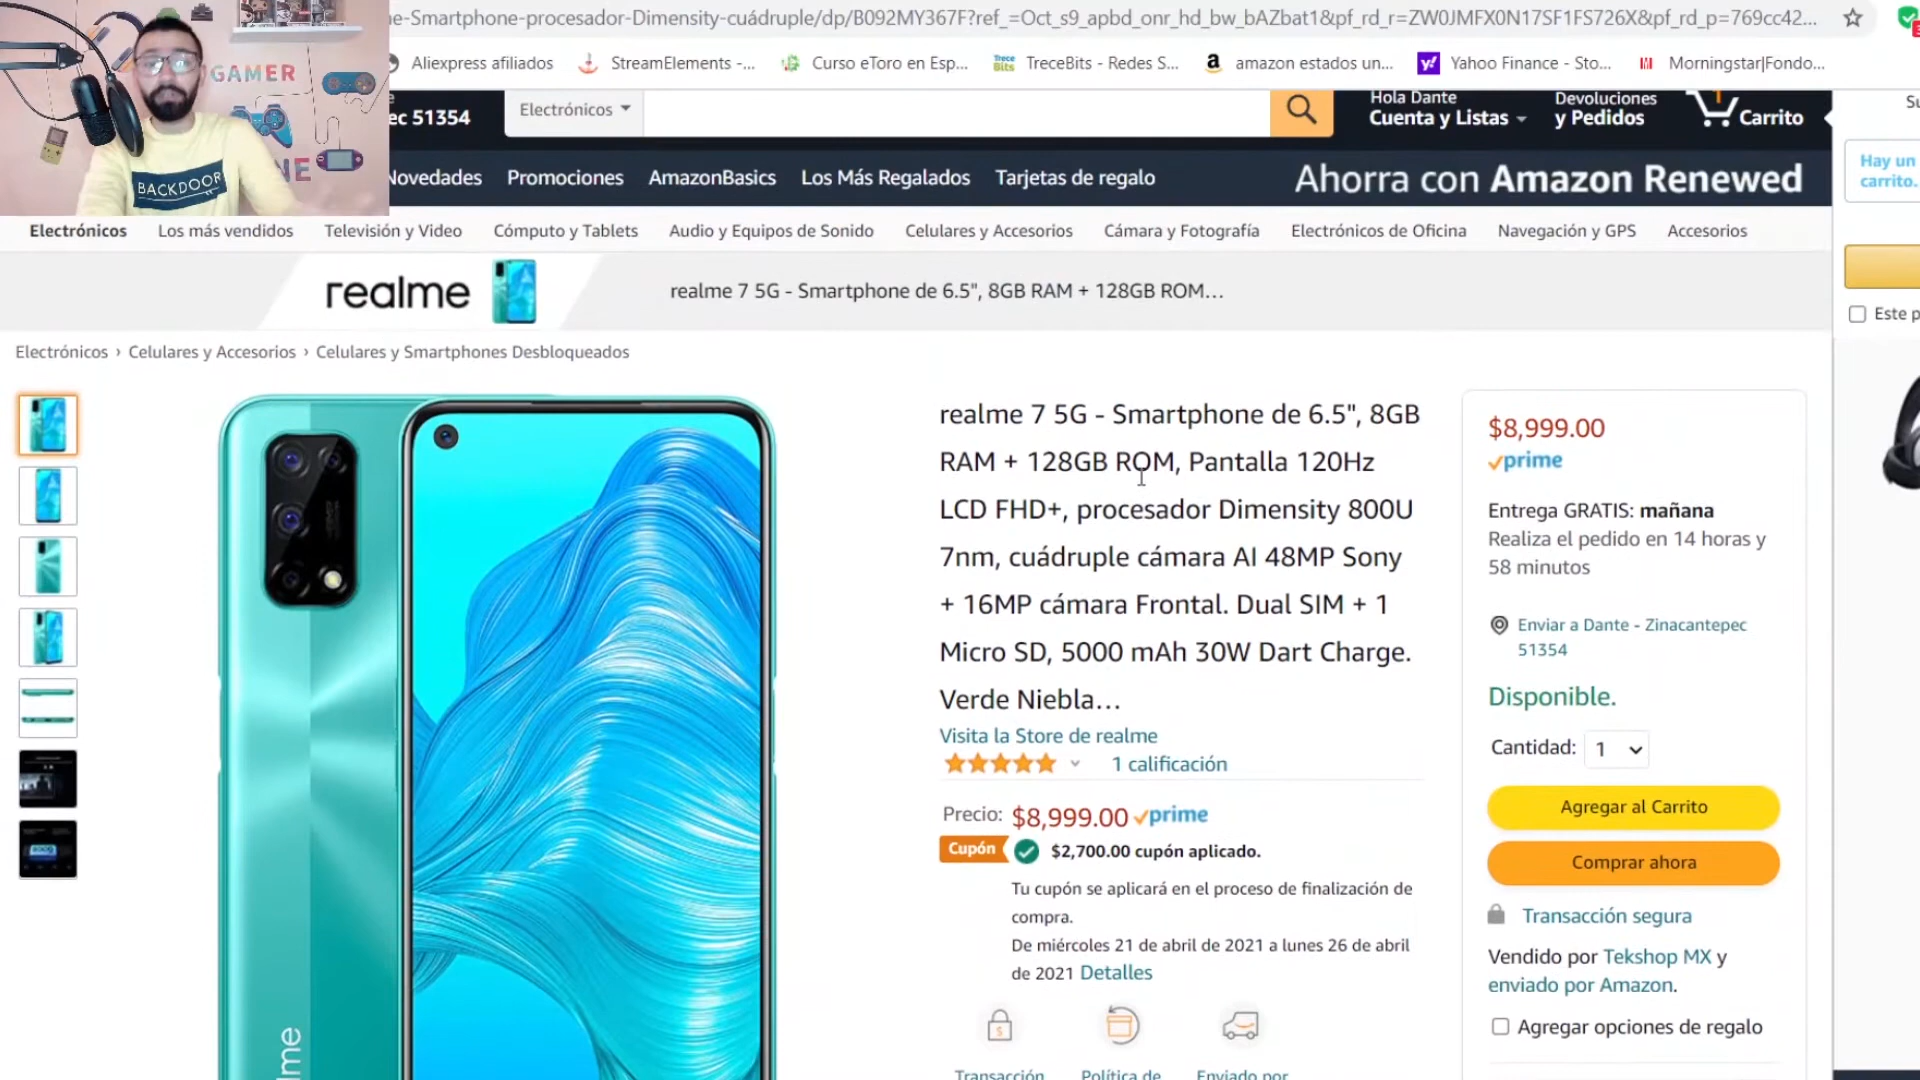 e-Smartphone-procesador-Dimensity-cuádruple/dp/B092MY367F?ref_=Oct_s9_apbd_onr_hd_bw_bAZbat1&pf_rd_r=ZW0JMFX0N17SF1FS726X&pf_rd_p=769cc42...
Aliexpress afiliados
StreamElements -...
Curso eToro en Esp...
Trece Bits
TreceBits - Redes S...
amazon estados un...
Yahoo Finance - Sto...
Morningstar|Fondo...
GAMER
BACKDOOR
ec 51354
Electrónicos
Hola Dante
Cuenta y Listas
Devoluciones
y Pedidos
1
Carrito
Hay un
carrito.
Novedades
Promociones
AmazonBasics
Los Más Regalados
Tarjetas de regalo
Ahorra con Amazon Renewed
Electrónicos
Los más vendidos
Televisión y Video
Cómputo y Tablets
Audio y Equipos de Sonido
Celulares y Accesorios
Cámara y Fotografía
Electrónicos de Oficina
Navegación y GPS
Accesorios
realme
realme 7 5G - Smartphone de 6.5", 8GB RAM + 128GB ROM...
Este p
Electrónicos › Celulares y Accesorios › Celulares y Smartphones Desbloqueados
realme 7 5G - Smartphone de 6.5", 8GB
RAM + 128GB ROM, Pantalla 120Hz
LCD FHD+, procesador Dimensity 800U
7nm, cuádruple cámara AI 48MP Sony
+ 16MP cámara Frontal. Dual SIM + 1
Micro SD, 5000 mAh 30W Dart Charge.
Verde Niebla...
Visita la Store de realme
1 calificación
Precio: $8,999.00 prime
Cupón $2,700.00 cupón aplicado.
Tu cupón se aplicará en el proceso de finalización de
compra.
De miércoles 21 de abril de 2021 a lunes 26 de abril
de 2021 Detalles
Transacción
Política de
Enviado por
$8,999.00
prime
Entrega GRATIS: mañana
Realiza el pedido en 14 horas y
58 minutos
Enviar a Dante - Zinacantepec
51354
Disponible.
Cantidad: 1
Agregar al Carrito
Comprar ahora
Transacción segura
Vendido por Tekshop MX y
enviado por Amazon.
Agregar opciones de regalo